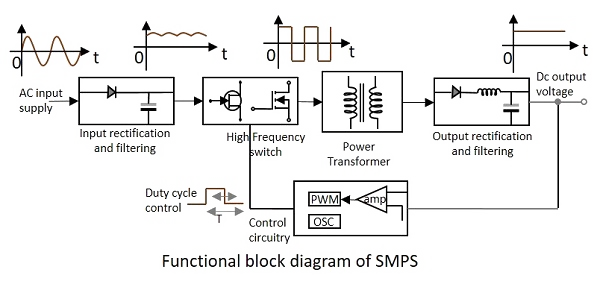 0
t
0
t
0
t
0
t
AC input
supply
Dc output
voltage
Input rectification
and filtering
High Frequency
switch
Power
Transformer
Output rectification
and filtering
Duty cycle
control
T
Control
circuitry
PWM
amp
OSC
Functional block diagram of SMPS